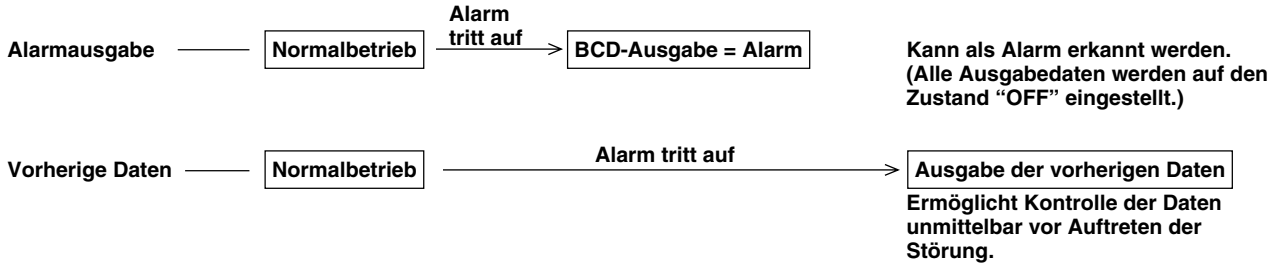 Alarm
tritt auf
Alarmausgabe
Normalbetrieb
BCD-Ausgabe = Alarm
Kann als Alarm erkannt werden.
(Alle Ausgabedaten werden auf den
Zustand “OFF” eingestellt.)
Vorherige Daten
Normalbetrieb
Alarm tritt auf
Ausgabe der vorherigen Daten
Ermöglicht Kontrolle der Daten
unmittelbar vor Auftreten der
Störung.